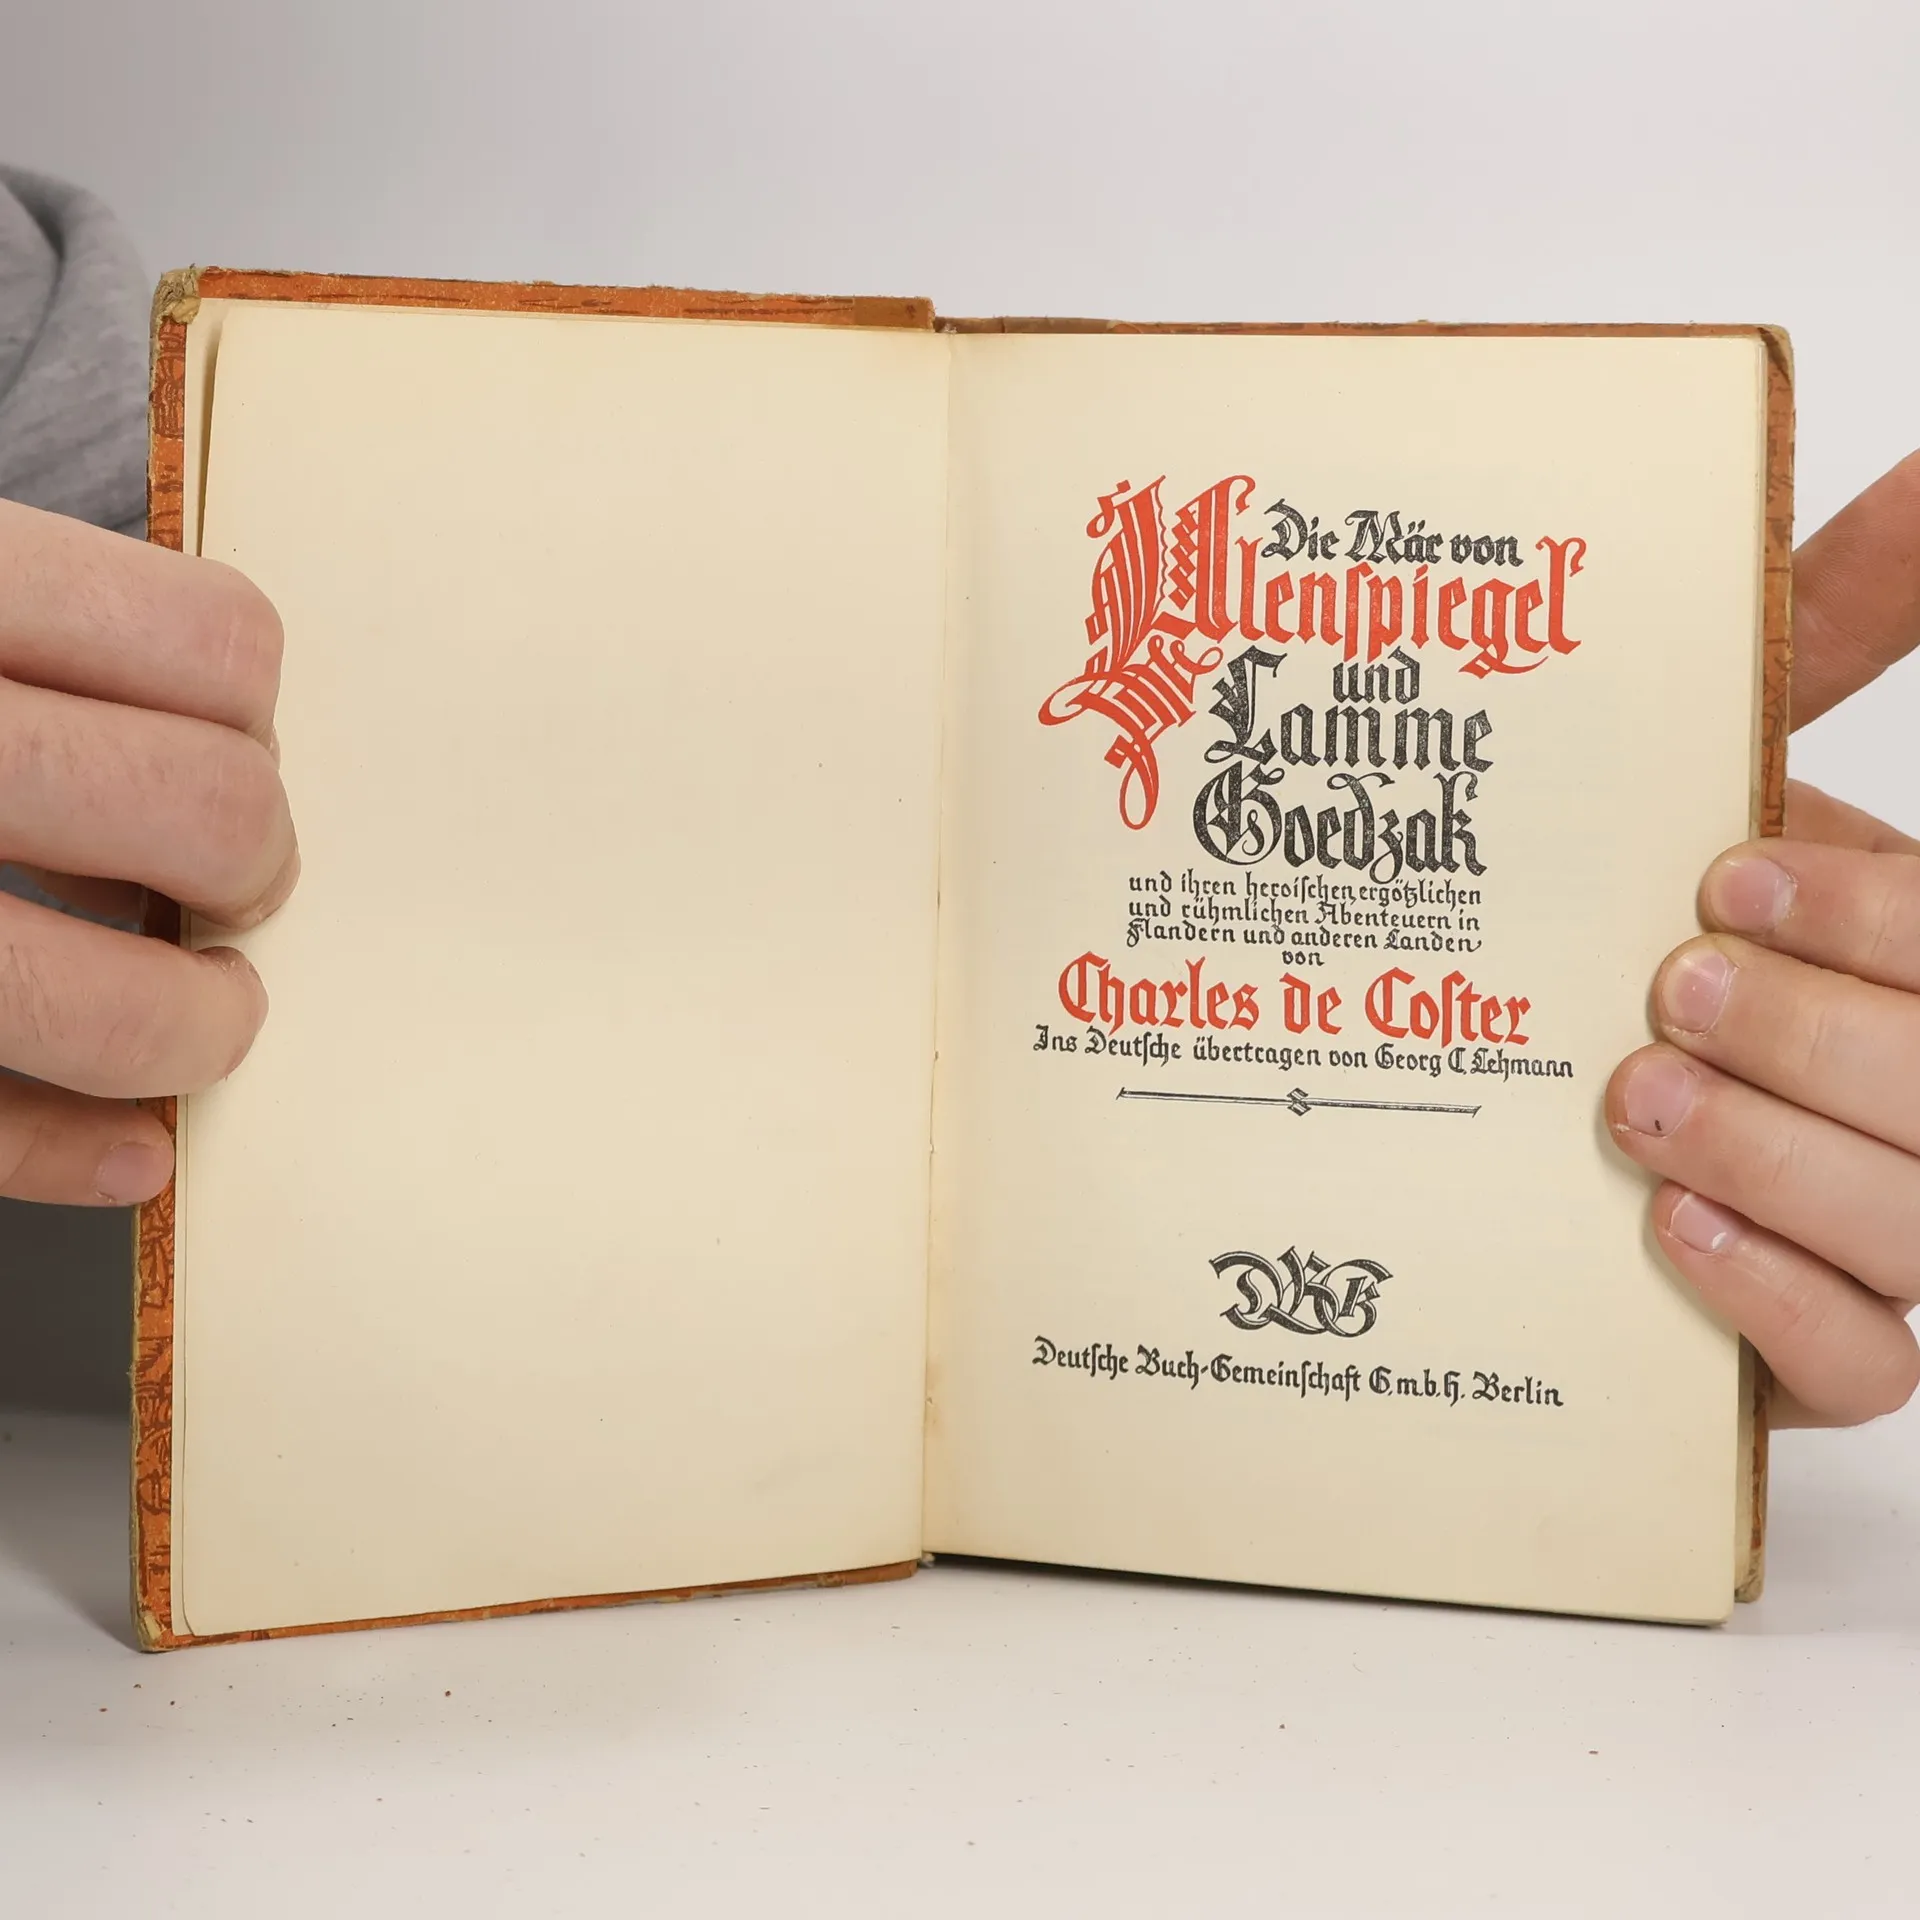 Die Mär von
Ulenspiegel
und
Lamme
Goedzak
und ihren heroischen, ergötzlichen
und rühmlichen Abenteuern in
Flandern und anderen Landen
von
Charles de Coster
Ins Deutsche übertragen von Georg C. Lehmann
DBG
Deutsche Buch-Gemeinschaft G.m.b.H. Berlin